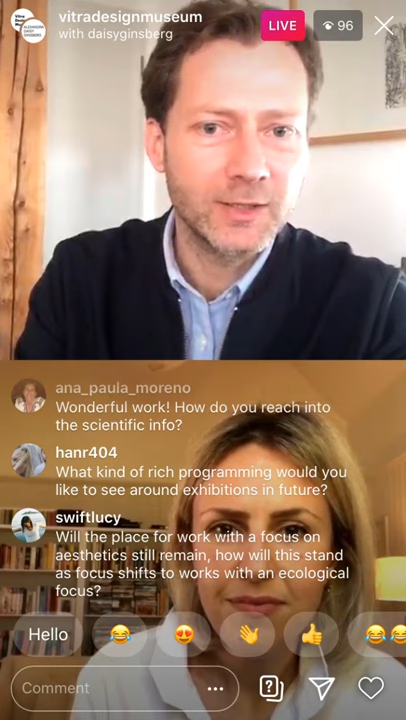 vitradesignmuseum
with daisyginsberg
LIVE
96
ana_paula_moreno
Wonderful work! How do you reach into
the scientific info?
hanr404
What kind of rich programming would you
like to see around exhibitions in future?
swiftlucy
Will the place for work with a focus on
aesthetics still remain, how will this stand
as focus shifts to works with an ecological
focus?
Hello
Comment